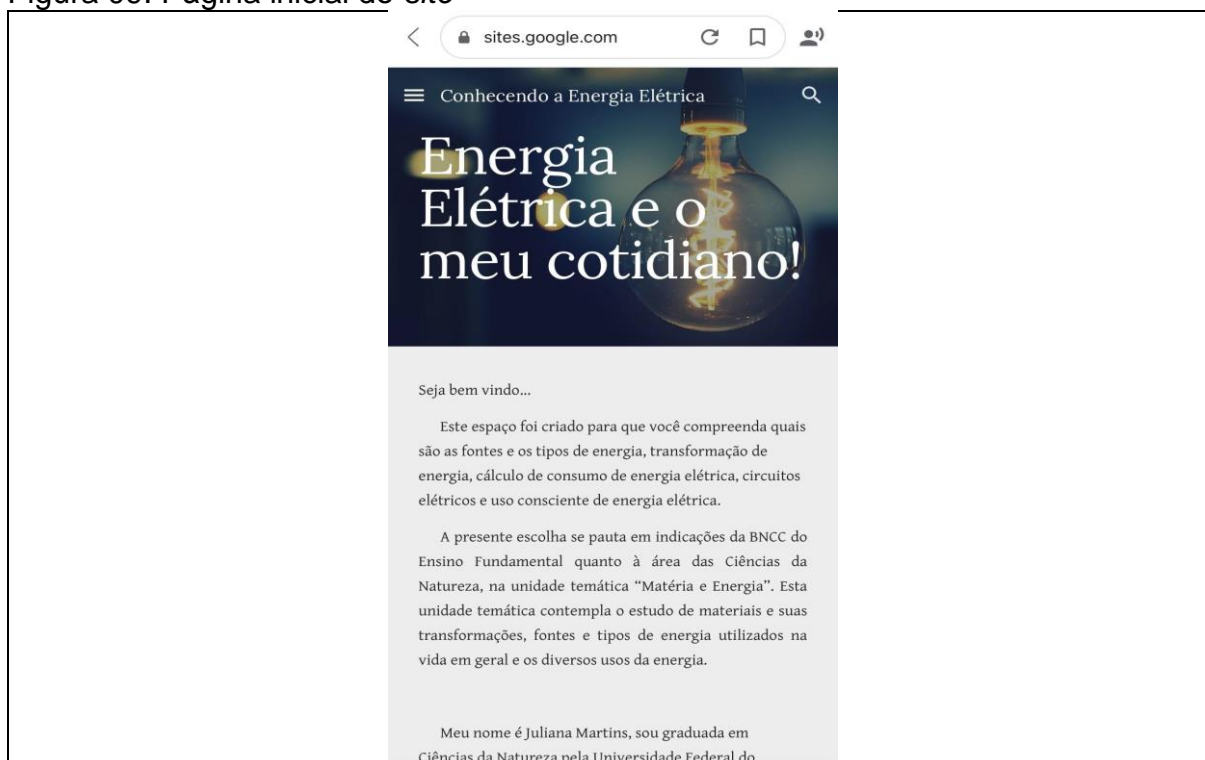 sites.google.com
Conhecendo a Energia Elétrica
Energia
Elétrica e o
meu cotidiano!
Seja bem vindo...
Este espaço foi criado para que você compreenda quais
são as fontes e os tipos de energia, transformação de
energia, cálculo de consumo de energia elétrica, circuitos
elétricos e uso consciente de energia elétrica.
A presente escolha se pauta em indicações da BNCC do
Ensino Fundamental quanto à área das Ciências da
Natureza, na unidade temática “Matéria e Energia”. Esta
unidade temática contempla o estudo de materiais e suas
transformações, fontes e tipos de energia utilizados na
vida em geral e os diversos usos da energia.
Meu nome é Juliana Martins, sou graduada em
Ciências da Natureza pela Universidade Federal do